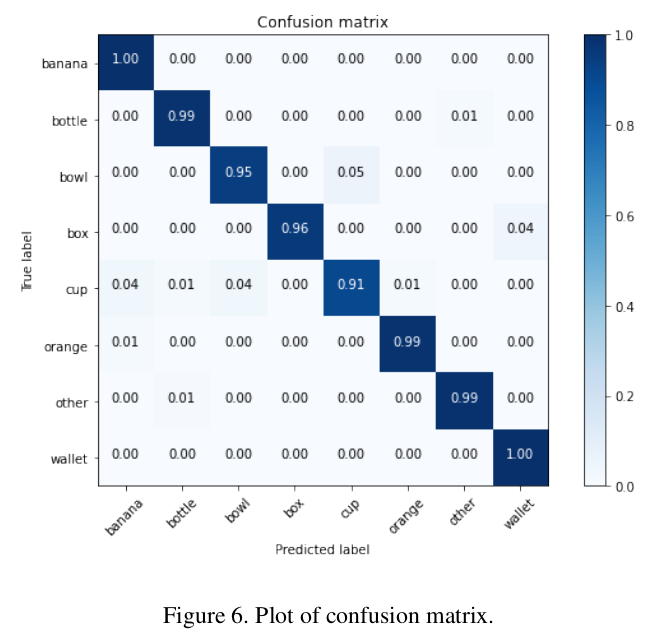 Confusion matrix
banana 1.00 0.00 0.00 0.00 0.00 0.00 0.00 0.00
bottle 0.00 0.99 0.00 0.00 0.00 0.00 0.01 0.00
bowl 0.00 0.00 0.95 0.00 0.05 0.00 0.00 0.00
box 0.00 0.00 0.00 0.96 0.00 0.00 0.00 0.04
cup 0.04 0.01 0.04 0.00 0.91 0.01 0.00 0.00
orange 0.01 0.00 0.00 0.00 0.00 0.99 0.00 0.00
other 0.00 0.01 0.00 0.00 0.00 0.00 0.99 0.00
wallet 0.00 0.00 0.00 0.00 0.00 0.00 0.00 1.00
True label
banana bottle bowl box cup orange other wallet
Predicted label
1.0
0.8
0.6
0.4
0.2
0.0
Figure 6. Plot of confusion matrix.